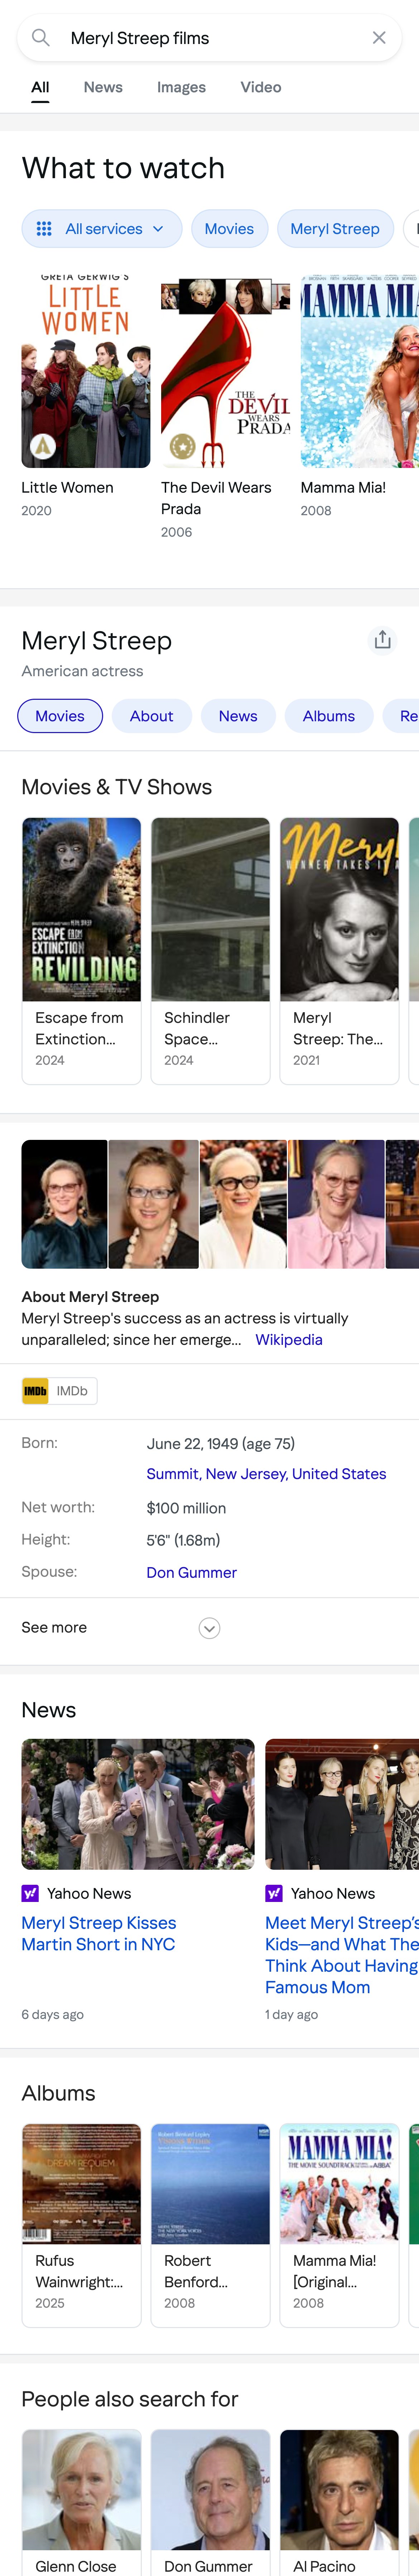 Meryl Streep films
All
News
Images
Video
What to watch
All services
Movies
Meryl Streep
GRETA GERWIG'S
LITTLE
WOMEN
THE
DEVIL
WEARS
PRADA
MAMMA MIA!
Little Women
2020
The Devil Wears
Prada
2006
Mamma Mia!
2008
Meryl Streep
American actress
Movies
About
News
Albums
Re
Movies & TV Shows
ESCAPE FROM
EXTINCTION
REWILDING
Meryl
WINNER TAKES IT A
Escape from
Extinction...
2024
Schindler
Space...
2024
Meryl
Streep: The...
2021
About Meryl Streep
Meryl Streep's success as an actress is virtually
unparalleled; since her emerge... Wikipedia
IMDb IMDb
Born:
June 22, 1949 (age 75)
Summit, New Jersey, United States
Net worth:
$100 million
Height:
5'6" (1.68m)
Spouse:
Don Gummer
See more
News
y! Yahoo News
Meryl Streep Kisses
Martin Short in NYC
6 days ago
y! Yahoo News
Meet Meryl Streep's
Kids—and What The
Think About Having
Famous Mom
1 day ago
Albums
DREAM REQUIEM
Robert Benford Lepley
MAMMA MIA!
THE MOVIE SOUNDTRACK
Rufus
Wainwright:...
2025
Robert
Benford...
2008
Mamma Mia!
[Original...
2008
People also search for
Glenn Close
Don Gummer
Al Pacino